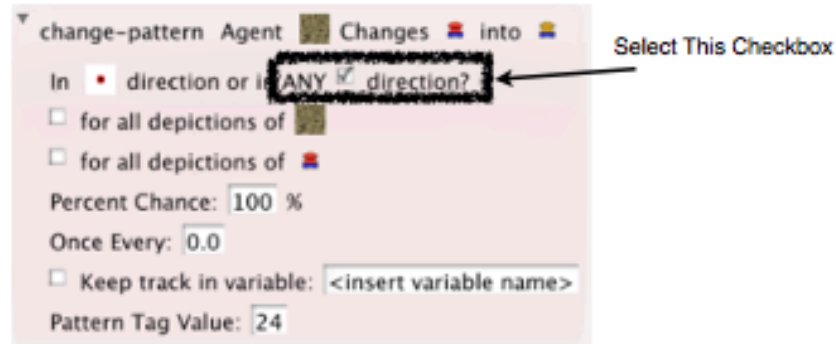 change-pattern Agent Changes into
Select This Checkbox
In direction or in ANY direction?
for all depictions of
for all depictions of
Percent Chance: 100 %
Once Every: 0.0
Keep track in variable: <insert variable name>
Pattern Tag Value: 24